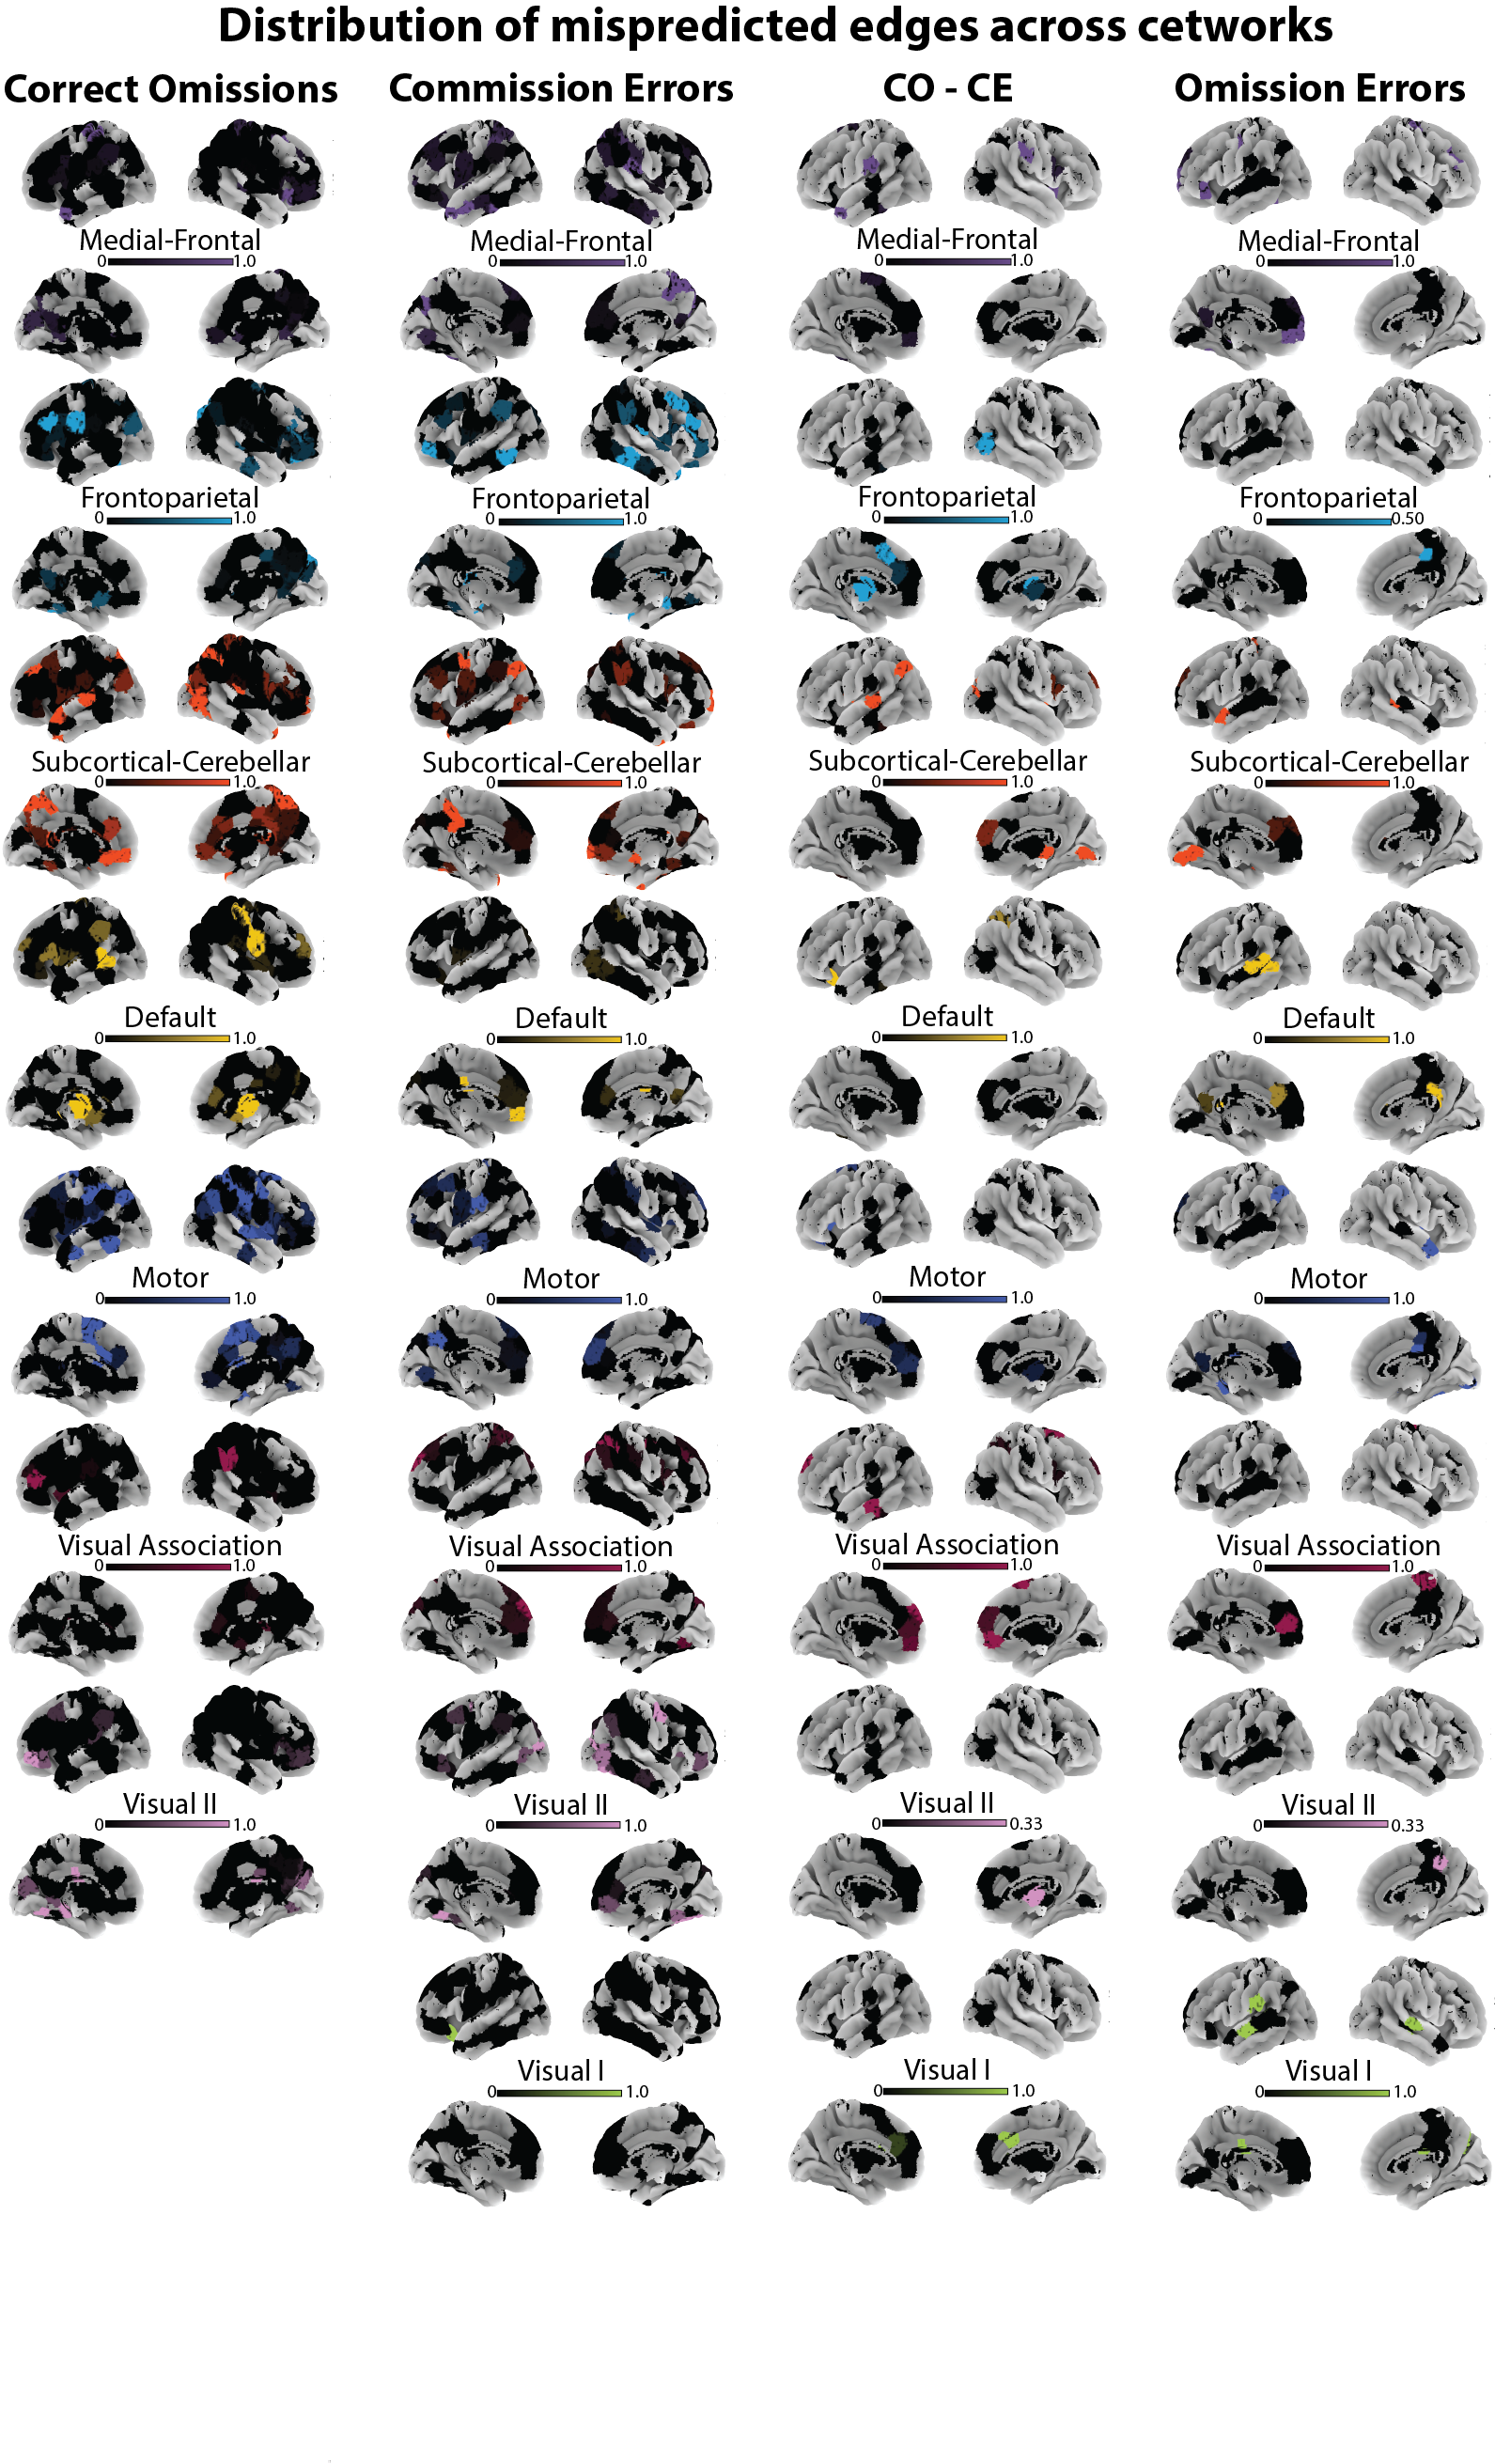 Distribution of mispredicted edges across cetworks
Correct Omissions Commission Errors CO - CE Omission Errors
Medial-Frontal Medial-Frontal Medial-Frontal Medial-Frontal
0 1.0 0 1.0 0 1.0 0 1.0
Frontoparietal Frontoparietal Frontoparietal Frontoparietal
0 1.0 0 1.0 0 1.0 0 0.50
Subcortical-Cerebellar Subcortical-Cerebellar Subcortical-Cerebellar Subcortical-Cerebellar
0 1.0 0 1.0 0 1.0 0 1.0
Default Default Default Default
0 1.0 0 1.0 0 1.0 0 1.0
Motor Motor Motor Motor
0 1.0 0 1.0 0 1.0 0 1.0
Visual Association Visual Association Visual Association Visual Association
0 1.0 0 1.0 0 1.0 0 1.0
Visual II Visual II Visual II Visual II
0 1.0 0 1.0 0 0.33 0 0.33
Visual I Visual I Visual I
0 1.0 0 1.0 0 1.0